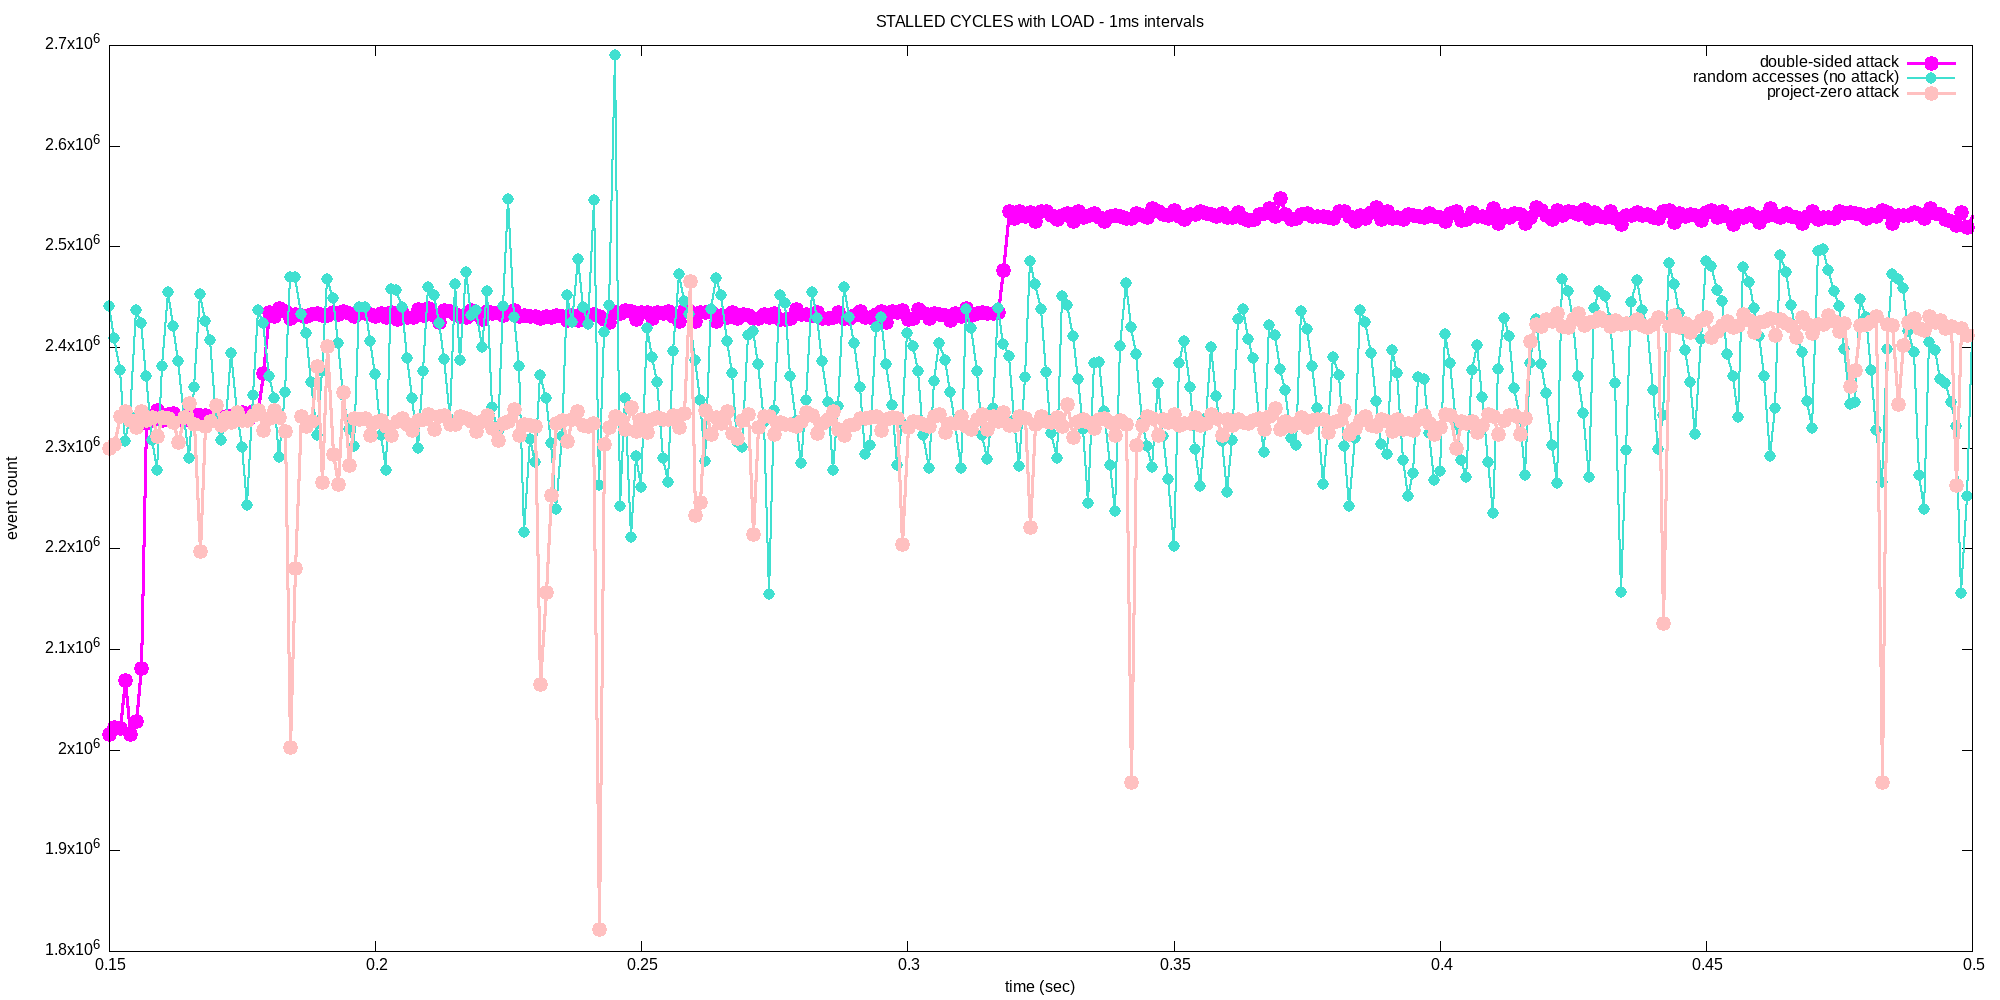 STALLED CYCLES with LOAD - 1ms intervals
double-sided attack
random accesses (no attack)
project-zero attack
2.7x10⁶
2.6x10⁶
2.5x10⁶
2.4x10⁶
2.3x10⁶
2.2x10⁶
2.1x10⁶
2x10⁶
1.9x10⁶
1.8x10⁶
event count
0.15 0.2 0.25 0.3 0.35 0.4 0.45 0.5
time (sec)